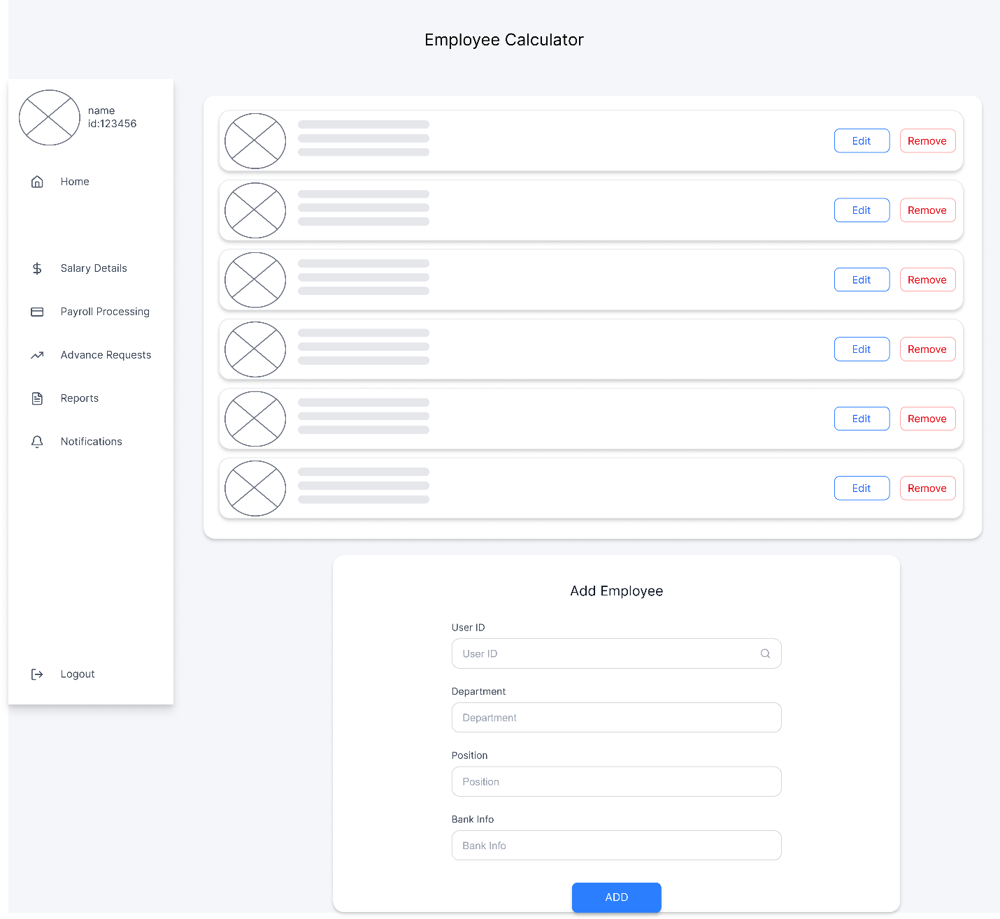 Employee Calculator
name
id:123456
Home
Salary Details
Payroll Processing
Advance Requests
Reports
Notifications
Logout
Edit Remove
Edit Remove
Edit Remove
Edit Remove
Edit Remove
Edit Remove
Add Employee
User ID
User ID
Department
Department
Position
Position
Bank Info
Bank Info
ADD